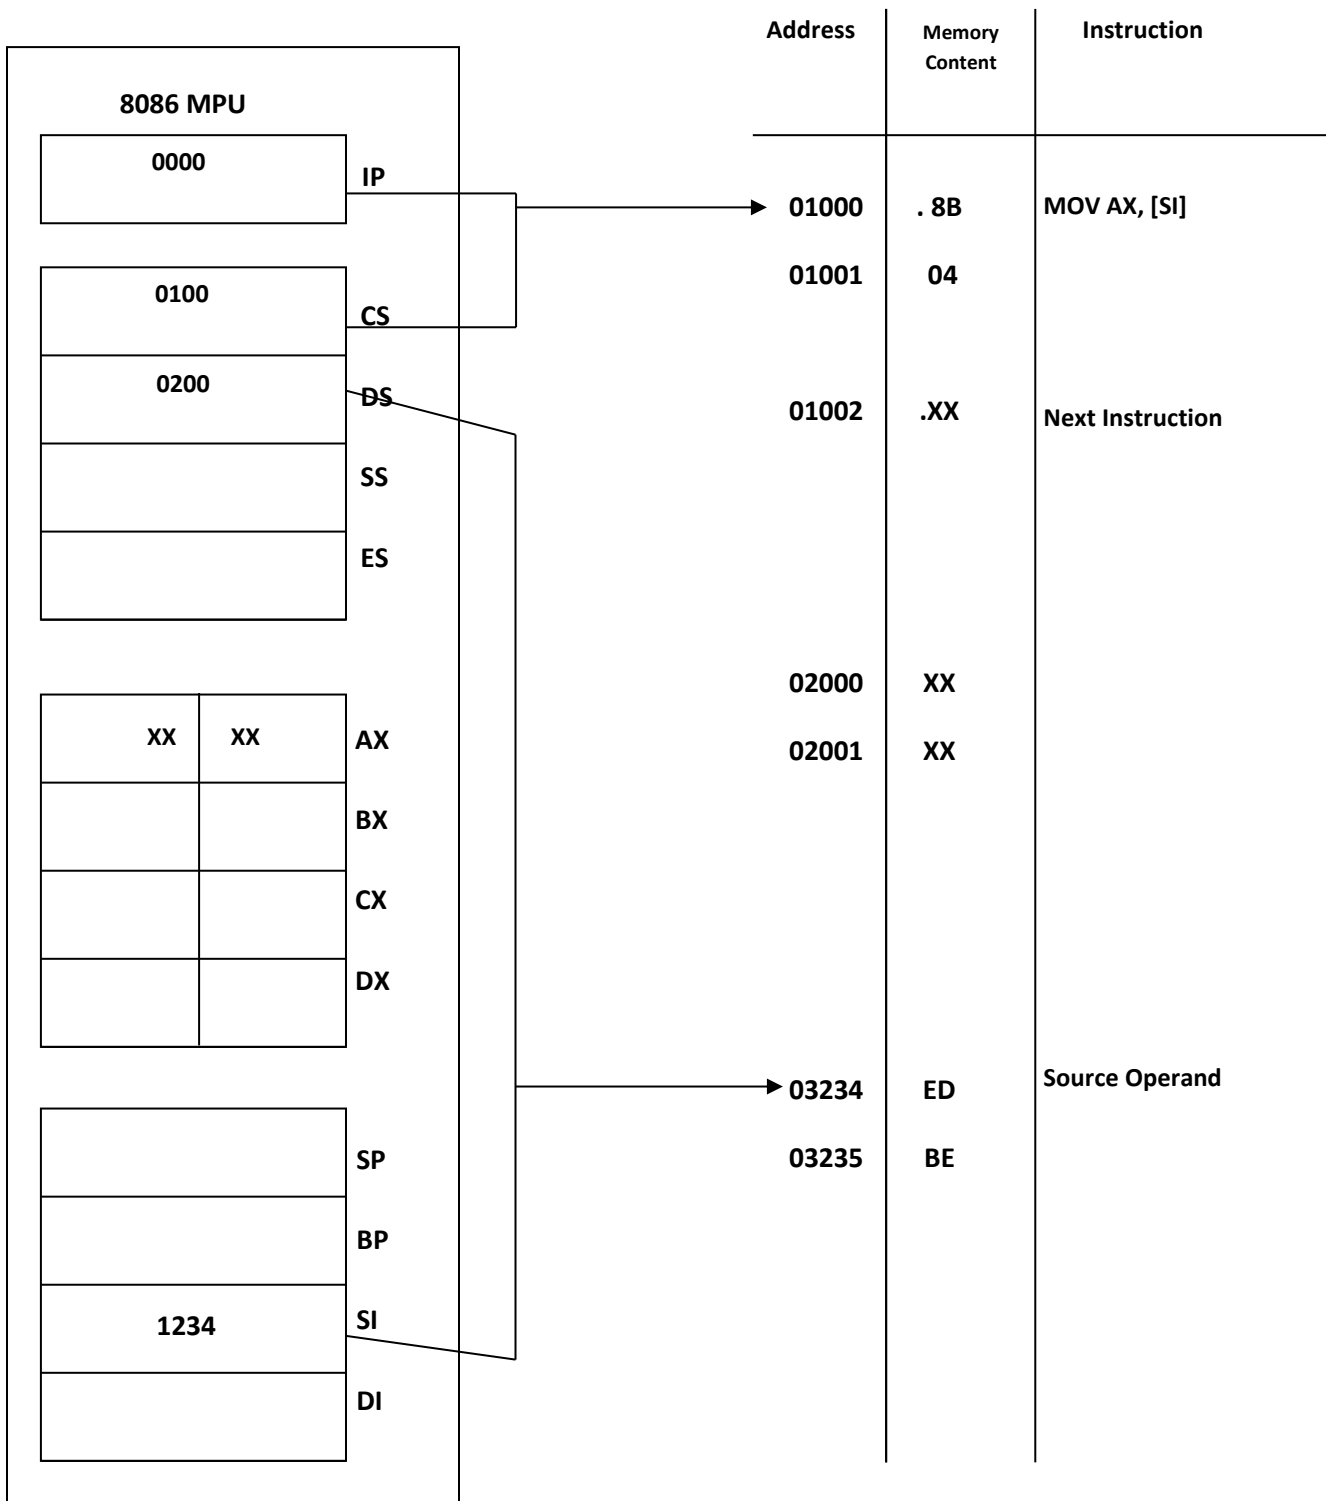 8086 MPU
0000
IP
0100
CS
0200
DS
SS
ES
XX XX AX
BX
CX
DX
SP
BP
1234 SI
DI
Address Memory Instruction
Content
01000 . 8B MOV AX, [SI]
01001 04
01002 .XX Next Instruction
02000 XX
02001 XX
03234 ED Source Operand
03235 BE